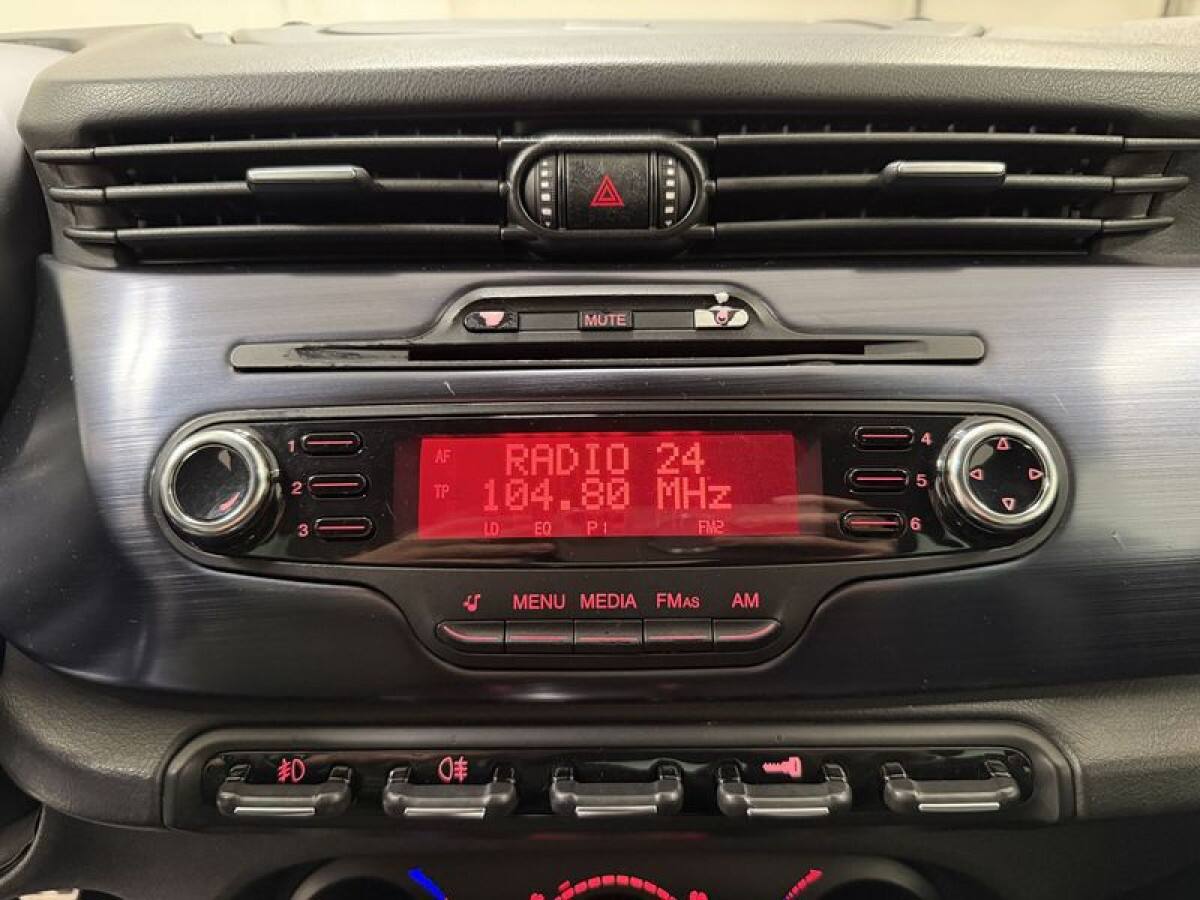 MUTE
1
2
3
AF
RADIO 24
TP
104.80 MHz
LD EQ P1 FM2
4
5
6
MENU MEDIA FMAS AM